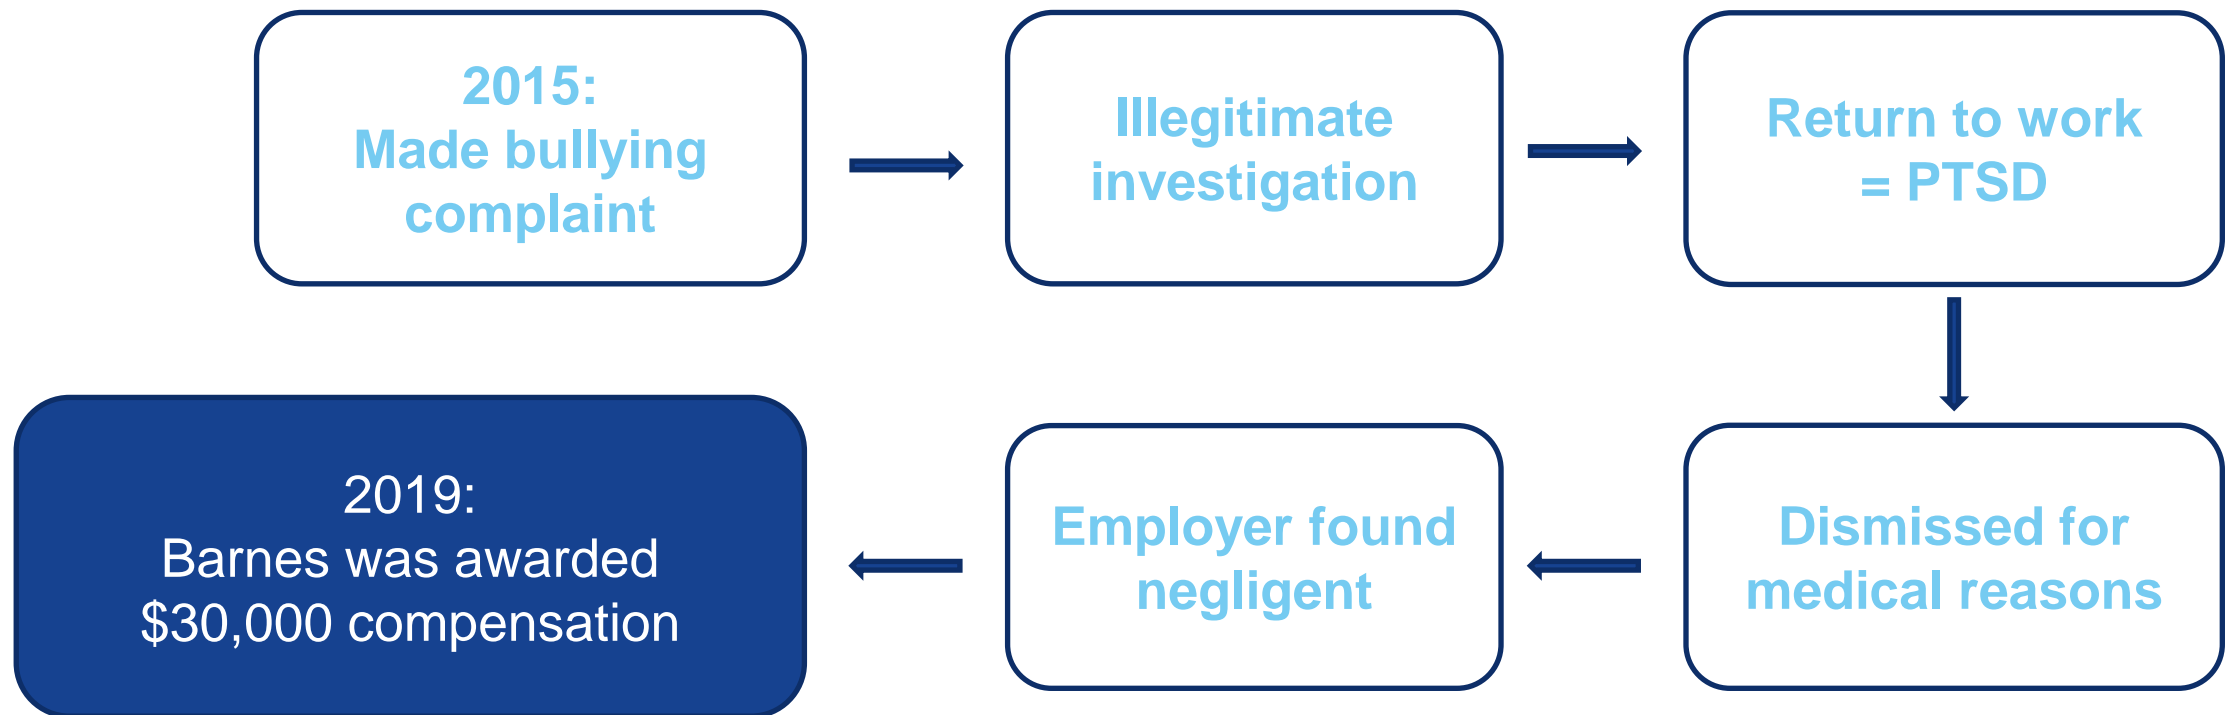 2015:
Made bullying
complaint
Illegitimate
investigation
Return to work
= PTSD
Dismissed for
medical reasons
Employer found
negligent
2019:
Barnes was awarded
$30,000 compensation